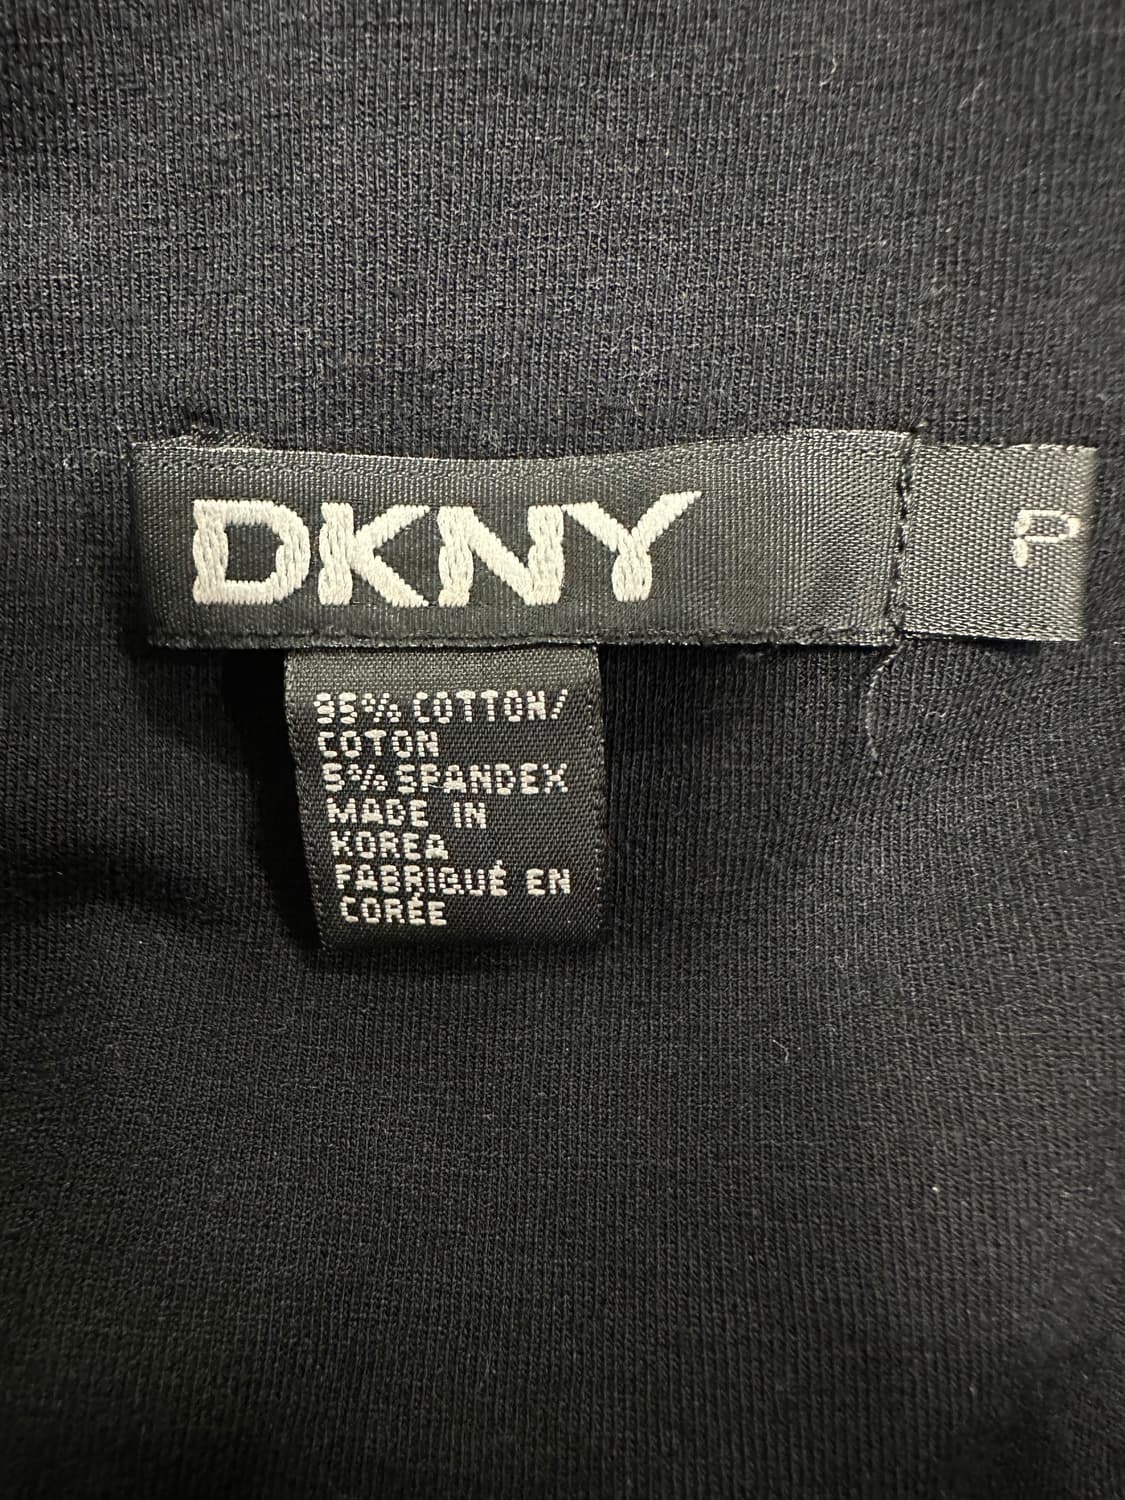 DKNY
P
95% COTTON/
COTON
5% SPANDEX
MADE IN
KOREA
FABRIQUÉ EN
CORÉE